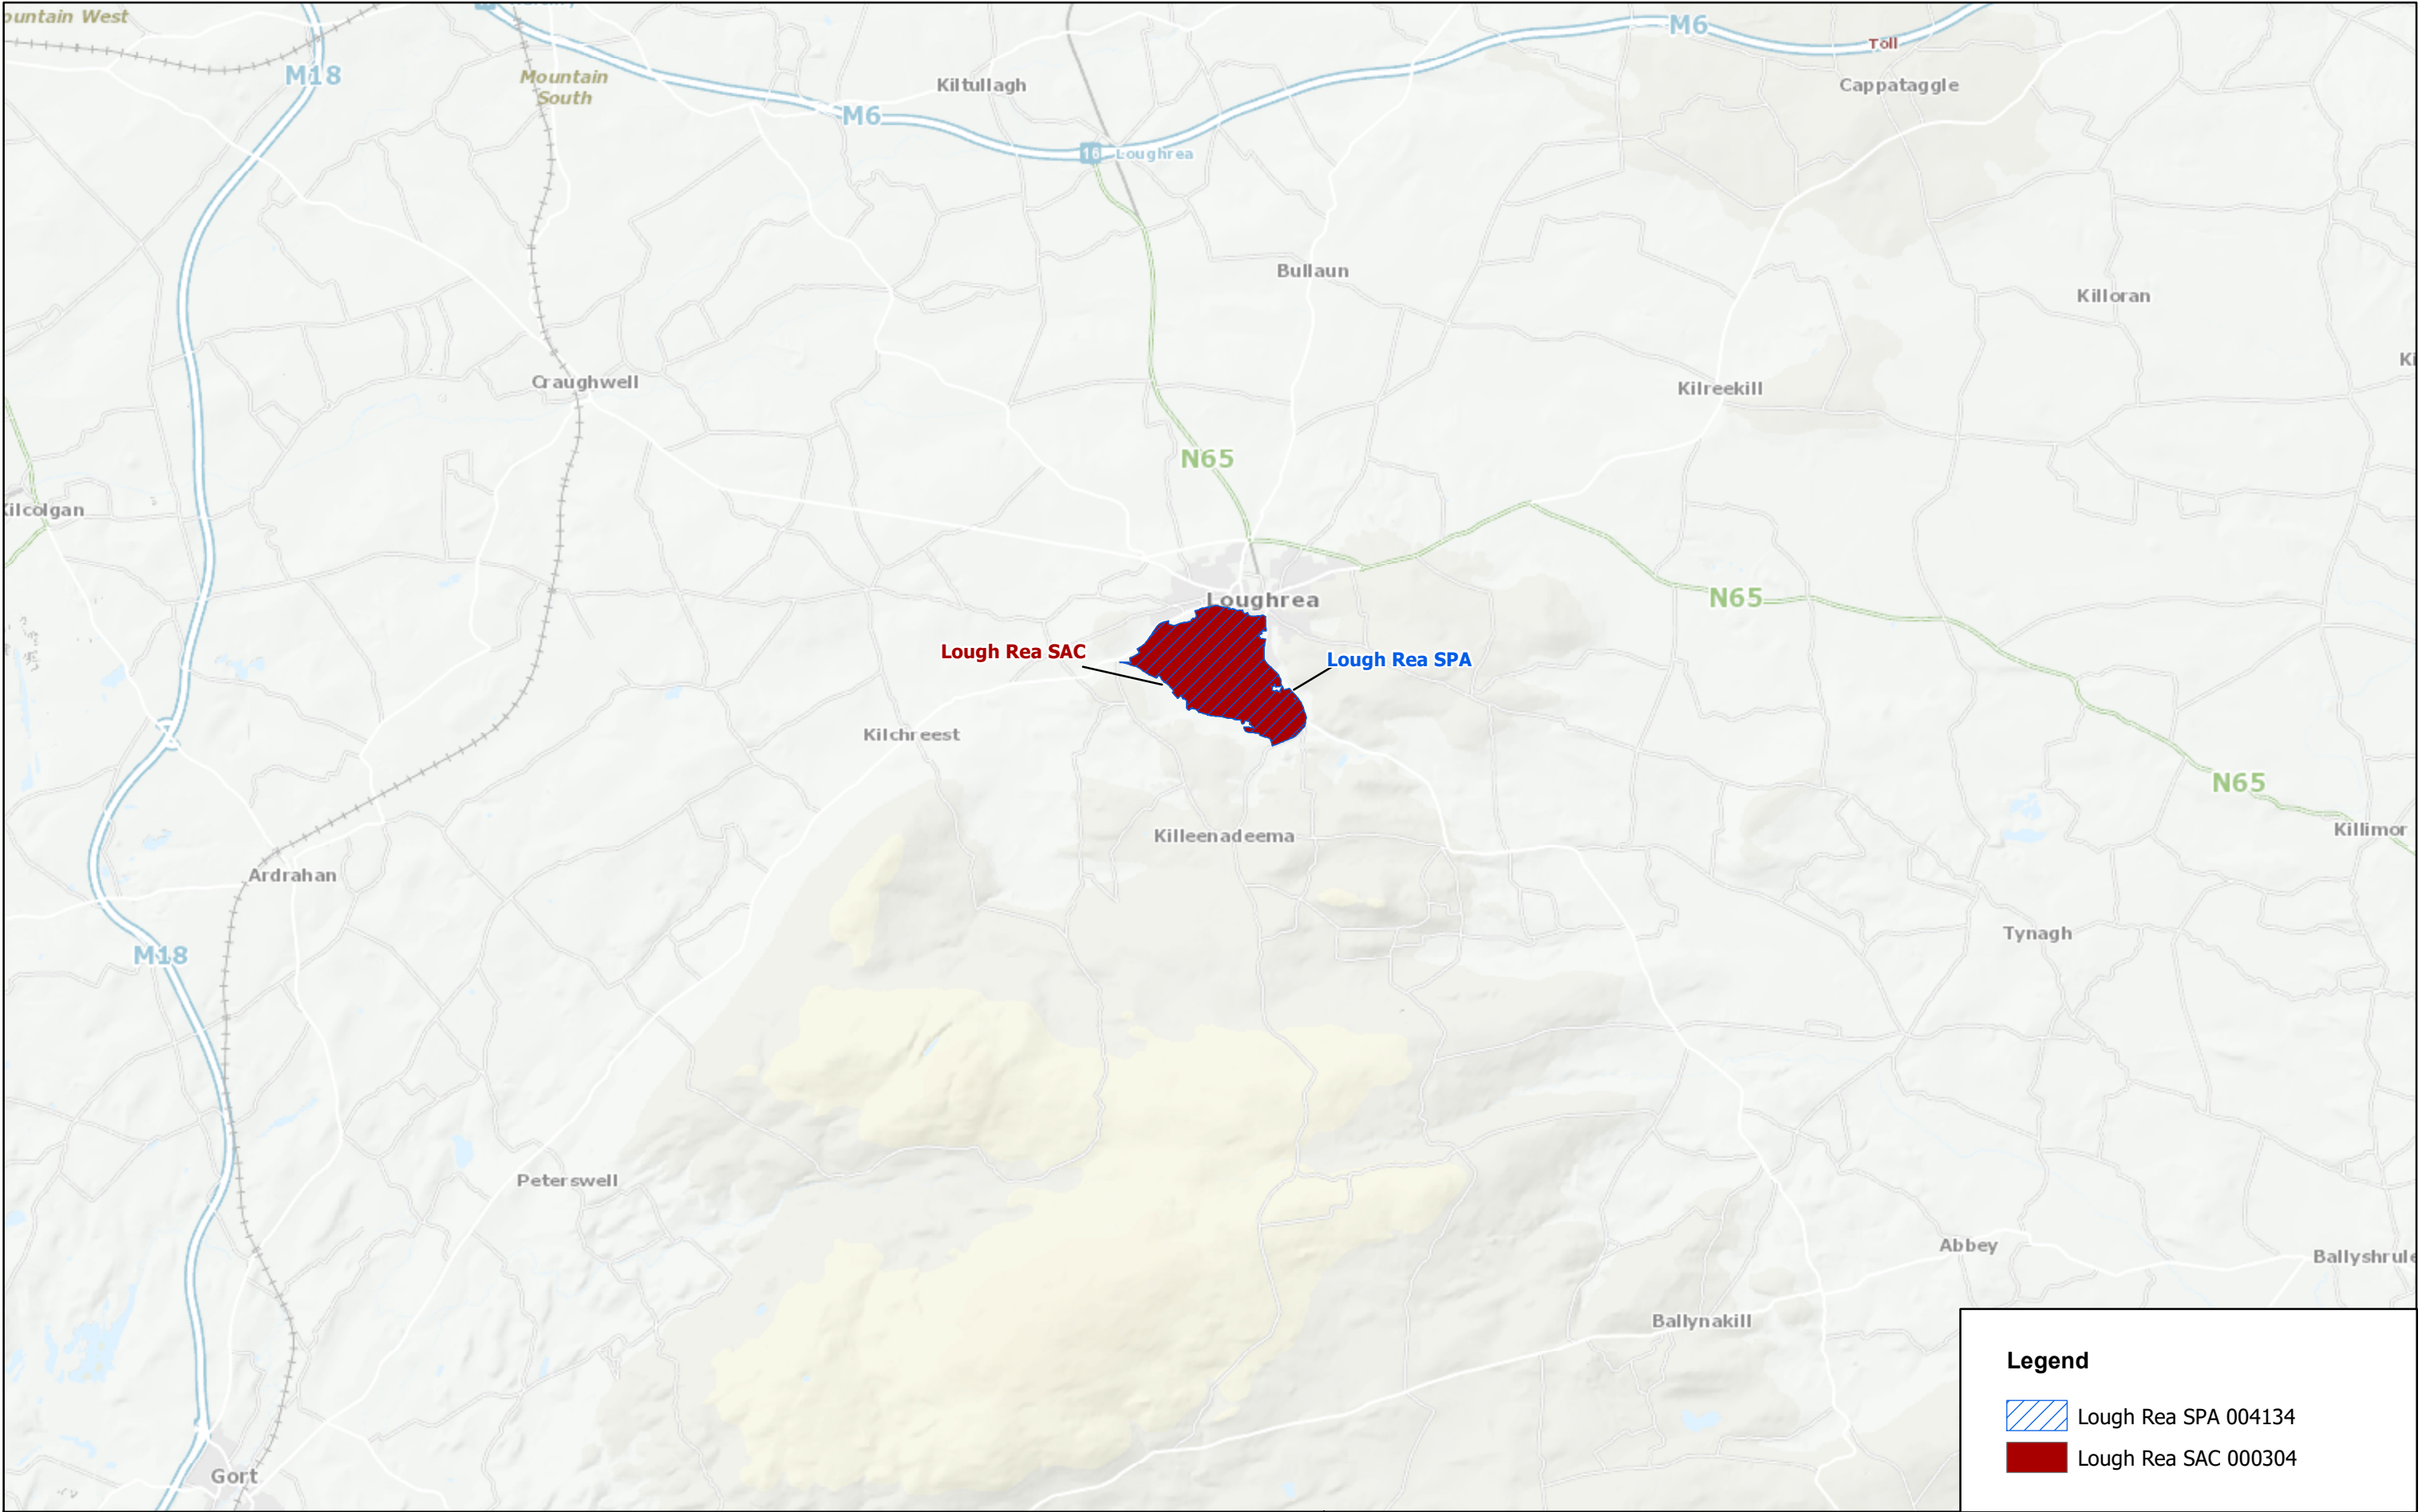 ountain West
M18
Mountain
South
M6
Kiltullagh
M6
Toll
Cappataggle
16
Loughrea
Bullaun
Killoran
Ki
Craughwell
Kilreekill
N65
Kilcolgan
N65
Loughrea
Lough Rea SAC
Lough Rea SPA
Kilchreest
N65
Killeenadeema
Killimor
Ardrahan
M18
Tynagh
Peterswell
Abbey
Ballyshrule
Ballynakill
Gort
Legend
Lough Rea SPA 004134
Lough Rea SAC 000304